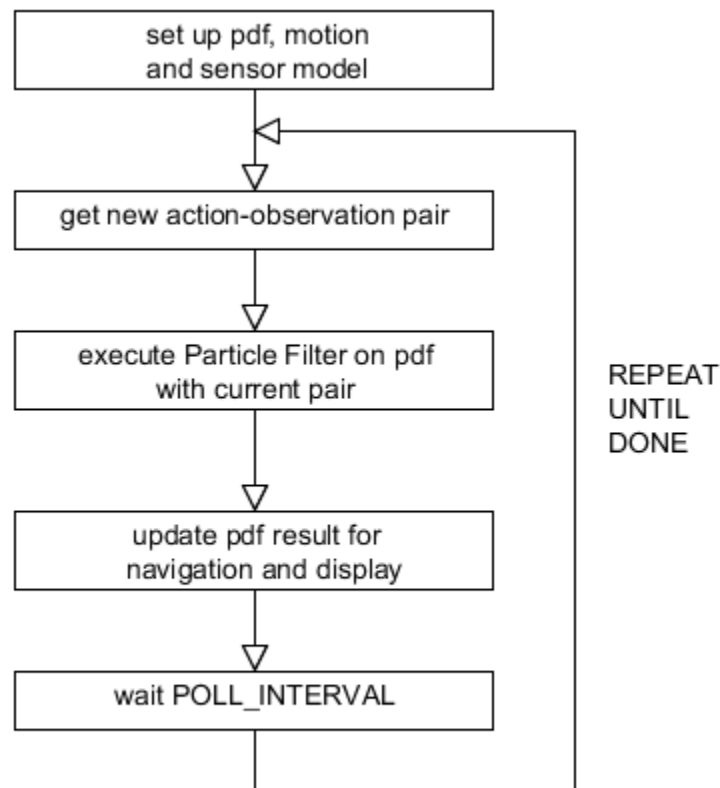 set up pdf, motion
and sensor model
get new action-observation pair
execute Particle Filter on pdf
with current pair
REPEAT
UNTIL
DONE
update pdf result for
navigation and display
wait POLL_INTERVAL